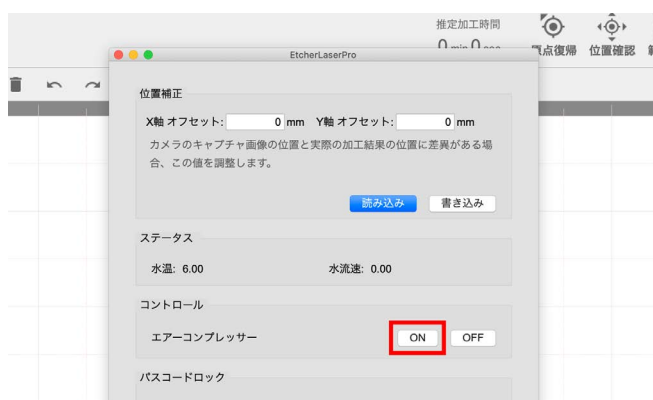 推定加工時間
EtcherLaserPro
原点復帰
位置確認
位置補正
X軸 オフセット: 0 mm Y軸 オフセット: 0 mm
カメラのキャプチャ画像の位置と実際の加工結果の位置に差異がある場
合、この値を調整します。
読み込み 書き込み
ステータス
水温: 6.00 水流速: 0.00
コントロール
エアーコンプレッサー ON OFF
パスコードロック